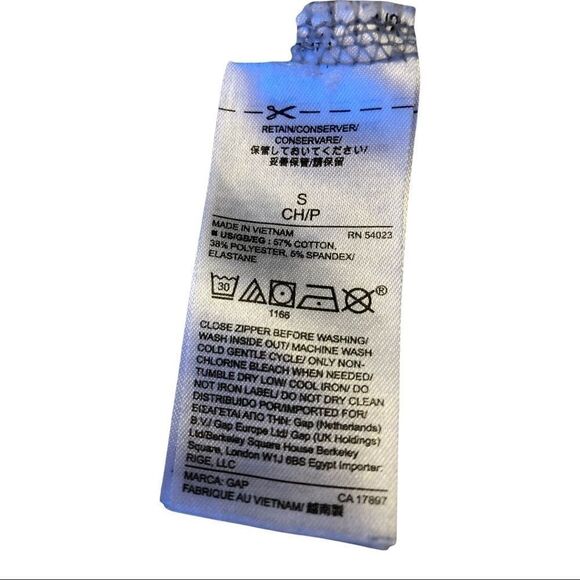 RETAIN/CONSERVER/
CONSERVARE/
保管しておいてください/
妥善保管/請保留
S
CH/P
MADE IN VIETNAM RN 54023
■ US/GB/EG : 57% COTTON,
38% POLYESTER, 5% SPANDEX/
ELASTANE
30 ®
1166
CLOSE ZIPPER BEFORE WASHING/
WASH INSIDE OUT/ MACHINE WASH
COLD GENTLE CYCLE/ ONLY NON-
CHLORINE BLEACH WHEN NEEDED/
TUMBLE DRY LOW/ COOL IRON/ DO
NOT IRON LABEL/ DO NOT DRY CLEAN
DISTRIBUIDO POR/IMPORTED FOR/
ΕΙΣΑΓΕΤΑΙ ΑΠΟ ΤΗΝ: Gap (Netherlands)
B.V./ Gap Europe Ltd/ Gap (UK Holdings)
Ltd/Berkeley Square House Berkeley
Square, London W1J 6BS Egypt Importer:
RIGE, LLC
MARCA: GAP CA 17897
FABRIQUE AU VIETNAM/ 越南製